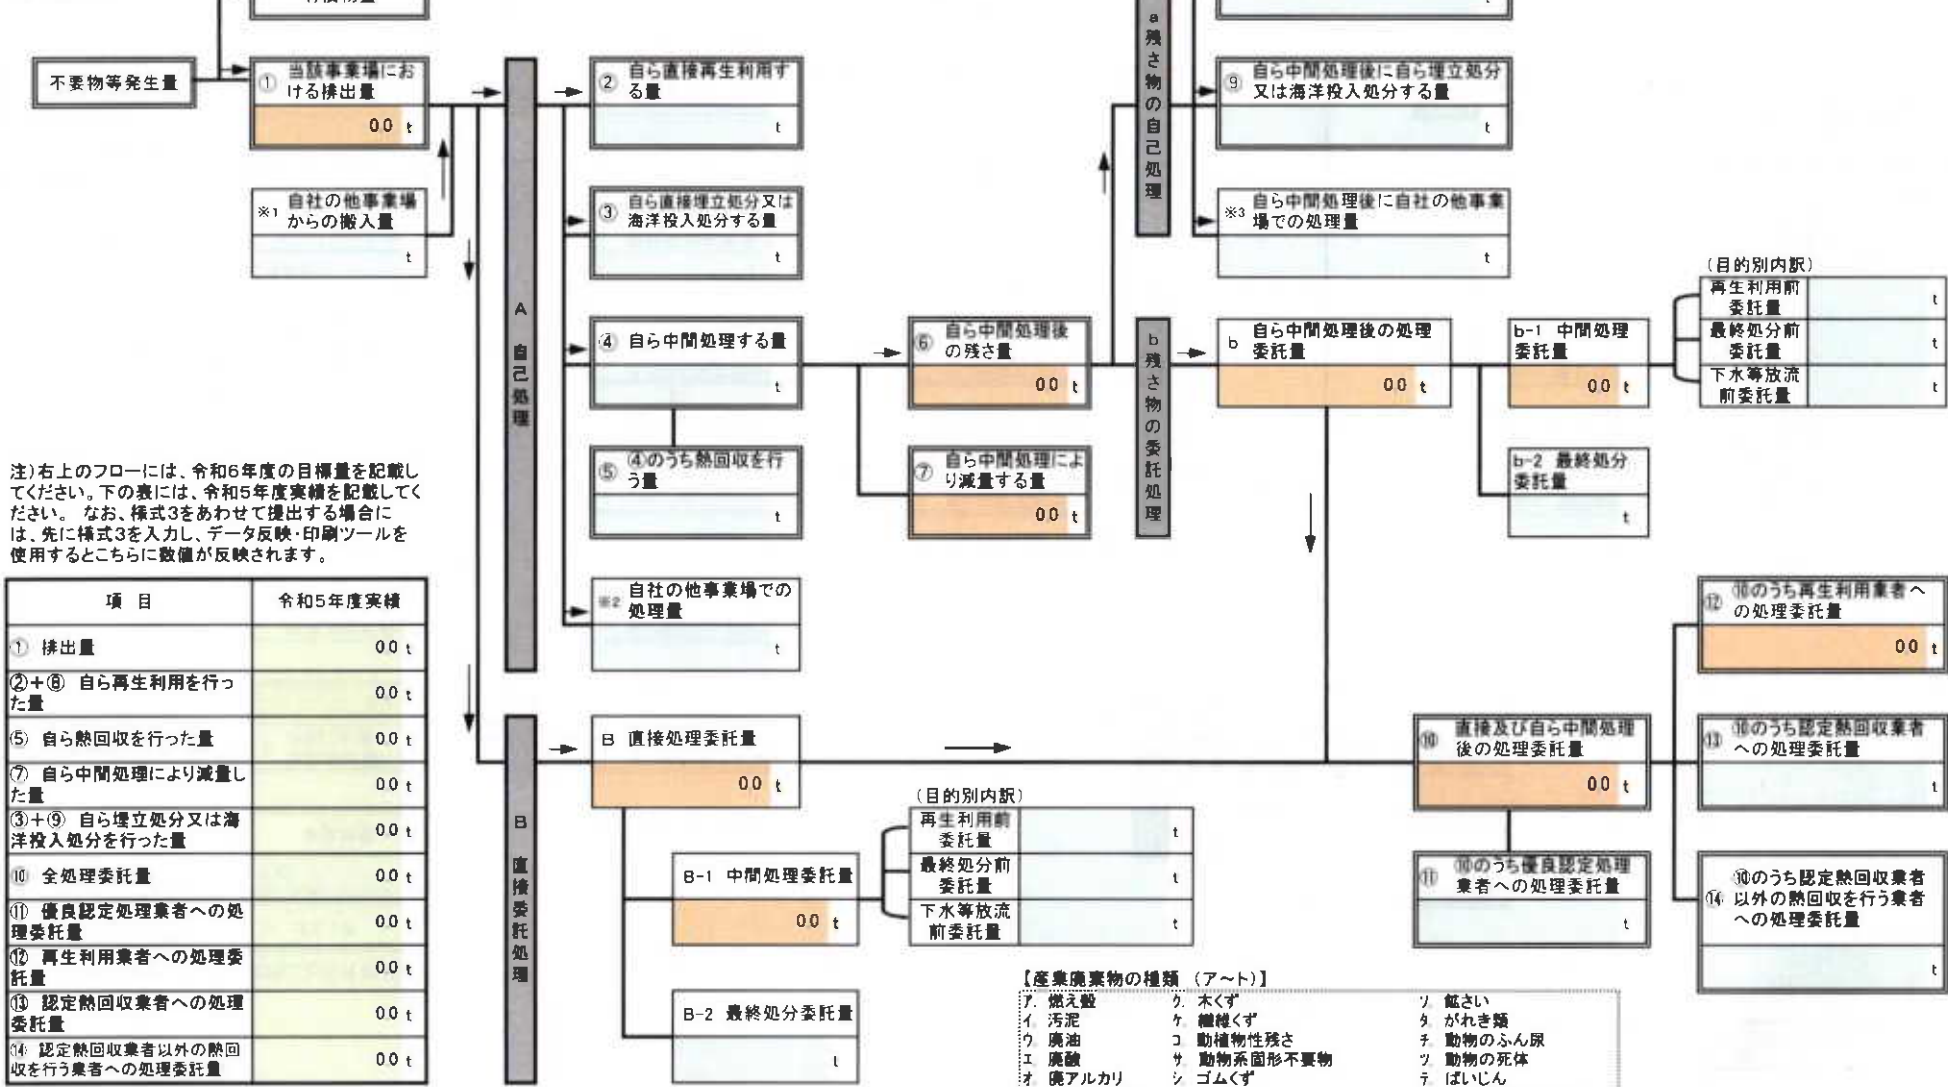 不要物等発生量
① 当該事業場にお
ける排出量
0.0 t
※1 自社の他事業場
からの搬入量
t
A 自己処理
② 自ら直接再生利用す
る量
t
③ 自ら直接埋立処分又は
海洋投入処分する量
t
④ 自ら中間処理する量
t
⑤ ④のうち熱回収を行
う量
t
※2 自社の他事業場での
処理量
t
⑥ 自ら中間処理後
の残さ量
0.0 t
⑦ 自ら中間処理によ
り減量する量
0.0 t
a 残さ物の自己処理
t
⑨ 自ら中間処理後に自ら埋立処分
又は海洋投入処分する量
t
※3 自ら中間処理後に自社の他事業
場での処理量
t
b 残さ物の委託処理
b 自ら中間処理後の処理
委託量
0.0 t
b-1 中間処理
委託量
0.0 t
(目的別内訳)
再生利用前
委託量
t
最終処分前
委託量
t
下水等放流
前委託量
t
b-2 最終処分
委託量
t
注)右上のフローには、令和6年度の目標量を記載し
てください。下の表には、令和5年度実績を記載してく
ださい。 なお、様式3をあわせて提出する場合に
は、先に様式3を入力し、データ反映・印刷ツールを
使用するとこちらに数値が反映されます。
項 目 令和5年度実績
① 排出量 0.0 t
②+⑧ 自ら再生利用を行っ
た量 0.0 t
⑤ 自ら熱回収を行った量 0.0 t
⑦ 自ら中間処理により減量し
た量 0.0 t
③+⑨ 自ら埋立処分又は海
洋投入処分を行った量 0.0 t
⑩ 全処理委託量 0.0 t
⑪ 優良認定処理業者への処
理委託量 0.0 t
⑫ 再生利用業者への処理委
託量 0.0 t
⑬ 認定熱回収業者への処理
委託量 0.0 t
⑭ 認定熱回収業者以外の熱回
収を行う業者への処理委託量 0.0 t
B 直接委託処理
B 直接処理委託量
0.0 t
B-1 中間処理委託量
0.0 t
(目的別内訳)
再生利用前
委託量
t
最終処分前
委託量
t
下水等放流
前委託量
t
B-2 最終処分委託量
t
⑩ 直接及び自ら中間処理
後の処理委託量
0.0 t
⑪ ⑩のうち優良認定処理
業者への処理委託量
t
⑫ ⑩のうち再生利用業者へ
の処理委託量
0.0 t
⑬ ⑩のうち認定熱回収業者
への処理委託量
t
⑭ ⑩のうち認定熱回収業者
以外の熱回収を行う業者
への処理委託量
t
【産業廃棄物の種類 (ア~ト)】
ア. 燃え殻 ク. 木くず ソ. 鉱さい
イ. 汚泥 ケ. 繊維くず タ. がれき類
ウ. 廃油 コ. 動植物性残さ チ. 動物のふん尿
エ. 廃酸 サ. 動物系固形不要物 ツ. 動物の死体
オ. 廃アルカリ シ. ゴムくず テ. ばいじん